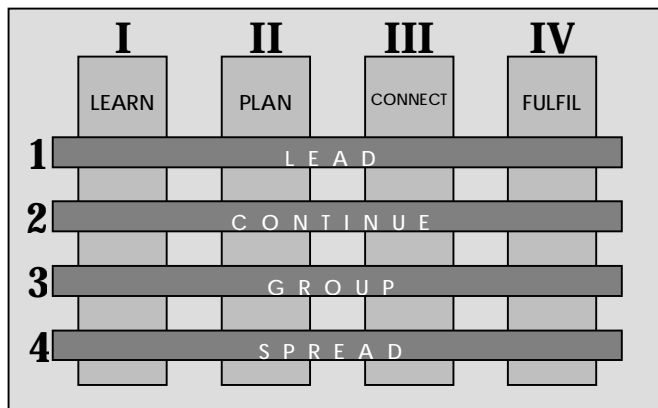 I II III IV
LEARN PLAN CONNECT FULFIL
1 LEAD
2 CONTINUE
3 GROUP
4 SPREAD